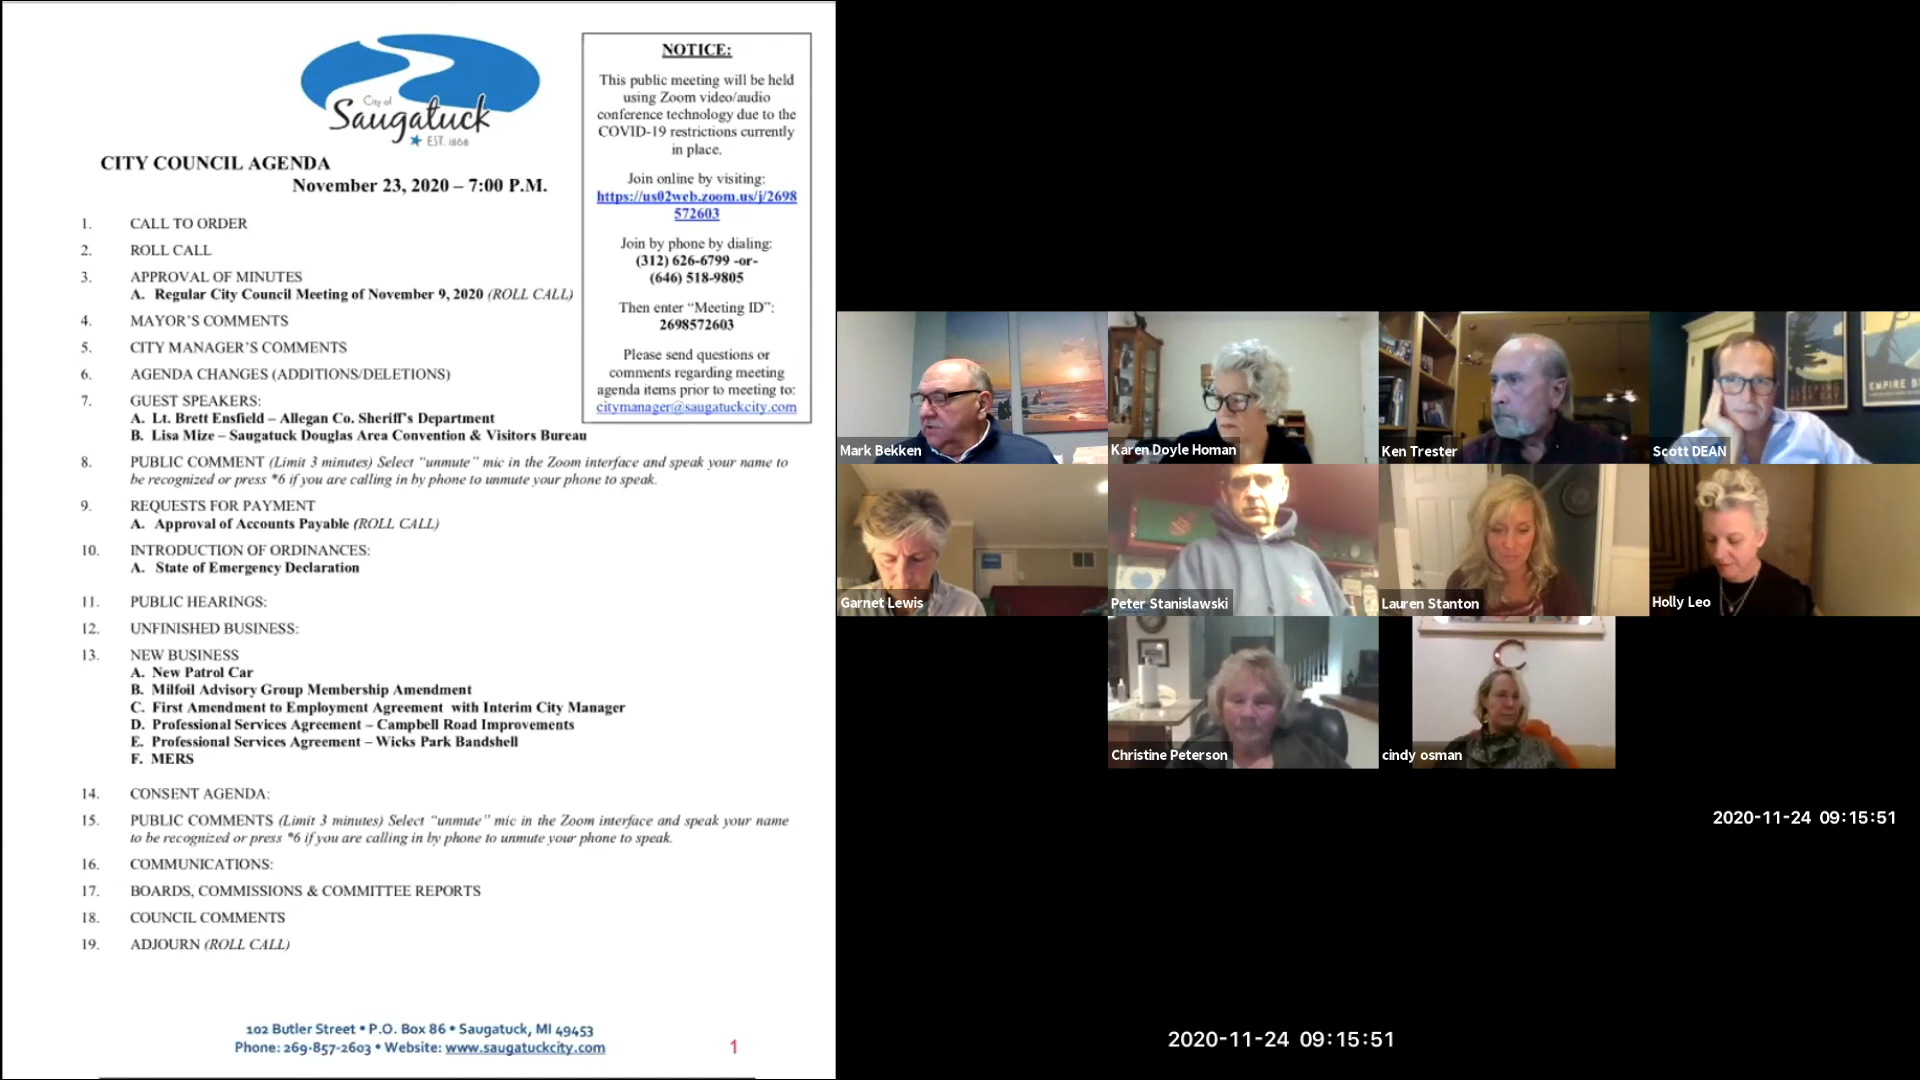 City of
Saugatuck
EST. 1868
CITY COUNCIL AGENDA
November 23, 2020 – 7:00 P.M.
NOTICE:
This public meeting will be held
using Zoom video/audio
conference technology due to the
COVID-19 restrictions currently
in place.
Join online by visiting:
https://us02web.zoom.us/j/2698
572603
Join by phone by dialing:
(312) 626-6799 -or-
(646) 518-9805
Then enter “Meeting ID”:
2698572603
Please send questions or
comments regarding meeting
agenda items prior to meeting to:
citymanager@saugatuckcity.com
1. CALL TO ORDER
2. ROLL CALL
3. APPROVAL OF MINUTES
A. Regular City Council Meeting of November 9, 2020 (ROLL CALL)
4. MAYOR’S COMMENTS
5. CITY MANAGER’S COMMENTS
6. AGENDA CHANGES (ADDITIONS/DELETIONS)
7. GUEST SPEAKERS:
A. Lt. Brett Ensfield – Allegan Co. Sheriff’s Department
B. Lisa Mize – Saugatuck Douglas Area Convention & Visitors Bureau
8. PUBLIC COMMENT (Limit 3 minutes) Select “unmute” mic in the Zoom interface and speak your name to
be recognized or press *6 if you are calling in by phone to unmute your phone to speak.
9. REQUESTS FOR PAYMENT
A. Approval of Accounts Payable (ROLL CALL)
10. INTRODUCTION OF ORDINANCES:
A. State of Emergency Declaration
11. PUBLIC HEARINGS:
12. UNFINISHED BUSINESS:
13. NEW BUSINESS
A. New Patrol Car
B. Milfoil Advisory Group Membership Amendment
C. First Amendment to Employment Agreement with Interim City Manager
D. Professional Services Agreement – Campbell Road Improvements
E. Professional Services Agreement – Wicks Park Bandshell
F. MERS
14. CONSENT AGENDA:
15. PUBLIC COMMENTS (Limit 3 minutes) Select “unmute” mic in the Zoom interface and speak your name
to be recognized or press *6 if you are calling in by phone to unmute your phone to speak.
16. COMMUNICATIONS:
17. BOARDS, COMMISSIONS & COMMITTEE REPORTS
18. COUNCIL COMMENTS
19. ADJOURN (ROLL CALL)
102 Butler Street • P.O. Box 86 • Saugatuck, MI 49453
Phone: 269-857-2603 • Website: www.saugatuckcity.com
1
EMPIRE
Mark Bekken
Karen Doyle Homan
Ken Trester
Scott DEAN
Garnet Lewis
Peter Stanislawski
Lauren Stanton
Holly Leo
C
Christine Peterson
cindy osman
2020-11-24 09:15:51
2020-11-24 09:15:51